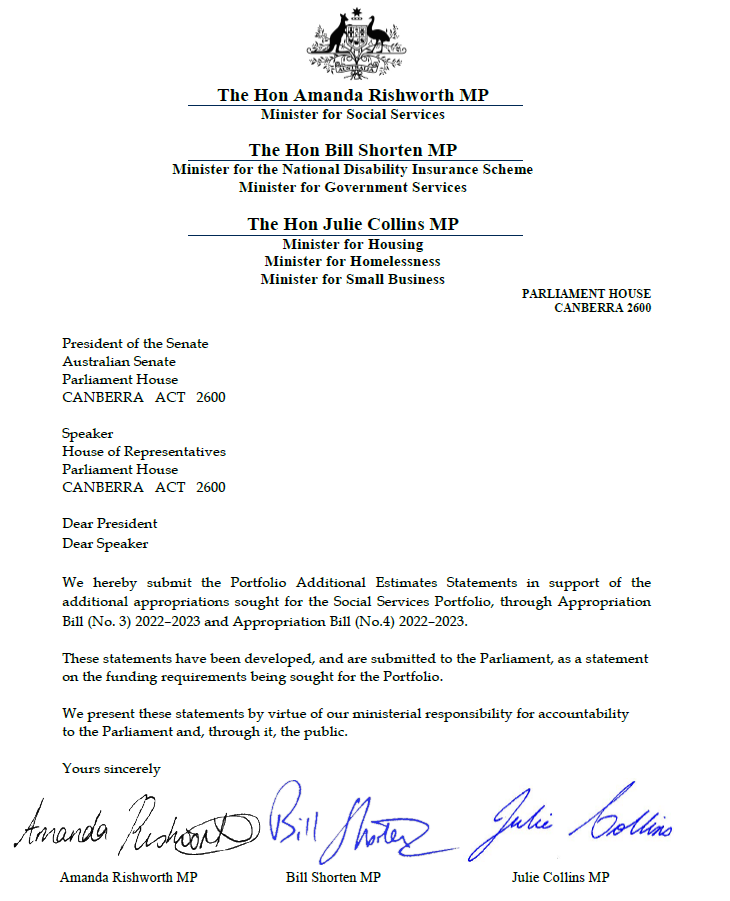 AUSTRALIA
The Hon Amanda Rishworth MP
Minister for Social Services
The Hon Bill Shorten MP
Minister for the National Disability Insurance Scheme
Minister for Government Services
The Hon Julie Collins MP
Minister for Housing
Minister for Homelessness
Minister for Small Business
PARLIAMENT HOUSE
CANBERRA 2600
President of the Senate
Australian Senate
Parliament House
CANBERRA ACT 2600
Speaker
House of Representatives
Parliament House
CANBERRA ACT 2600
Dear President
Dear Speaker
We hereby submit the Portfolio Additional Estimates Statements in support of the
additional appropriations sought for the Social Services Portfolio, through Appropriation
Bill (No. 3) 2022–2023 and Appropriation Bill (No.4) 2022–2023.
These statements have been developed, and are submitted to the Parliament, as a statement
on the funding requirements being sought for the Portfolio.
We present these statements by virtue of our ministerial responsibility for accountability
to the Parliament and, through it, the public.
Yours sincerely
Amanda Rishworth Bill Shorten Julie Collins
Amanda Rishworth MP Bill Shorten MP Julie Collins MP